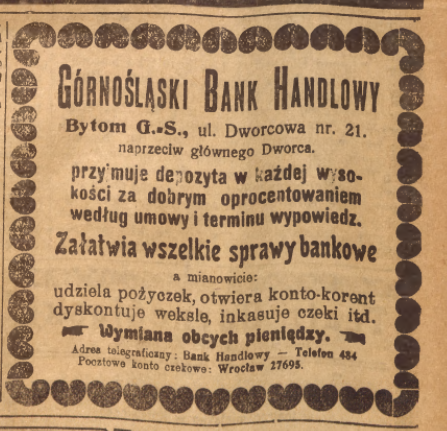 GÓRNOŚLĄSKI BANK HANDLOWY
Bytom G.-S., ul. Dworcowa nr. 21.
naprzeciw głównego Dworca.
przyjmuje depozyta w każdej wyso-
kości za dobrym oprocentowaniem
według umowy i terminu wypowiedz.
Załatwia wszelkie sprawy bankowe
a mianowicie:
udziela pożyczek, otwiera konto-korent
dyskontuje weksle, inkasuje czeki itd.
Wymiana obcych pieniędzy.
Adres telegraficzny: Bank Handlowy — Telefon 484
Pocztowe konto czekowe: Wrocław 27695.